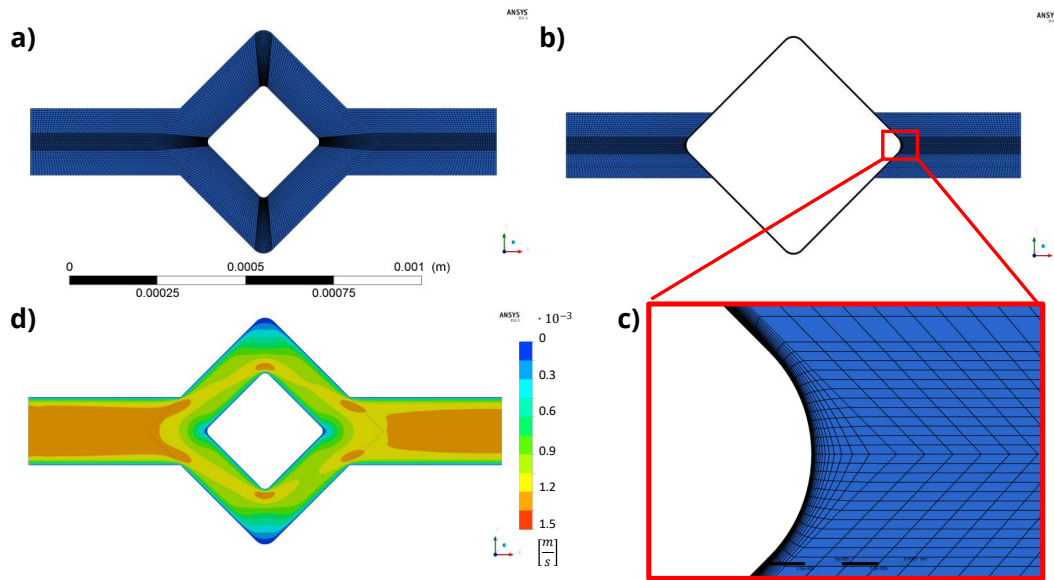 a)
ANSYS
b)
ANSYS
0
0.0005
0.001
(m)
0.00025
0.00075
d)
ANSYS
· 10⁻³
0
0.3
0.6
0.9
1.2
1.5
[m/s]
c)